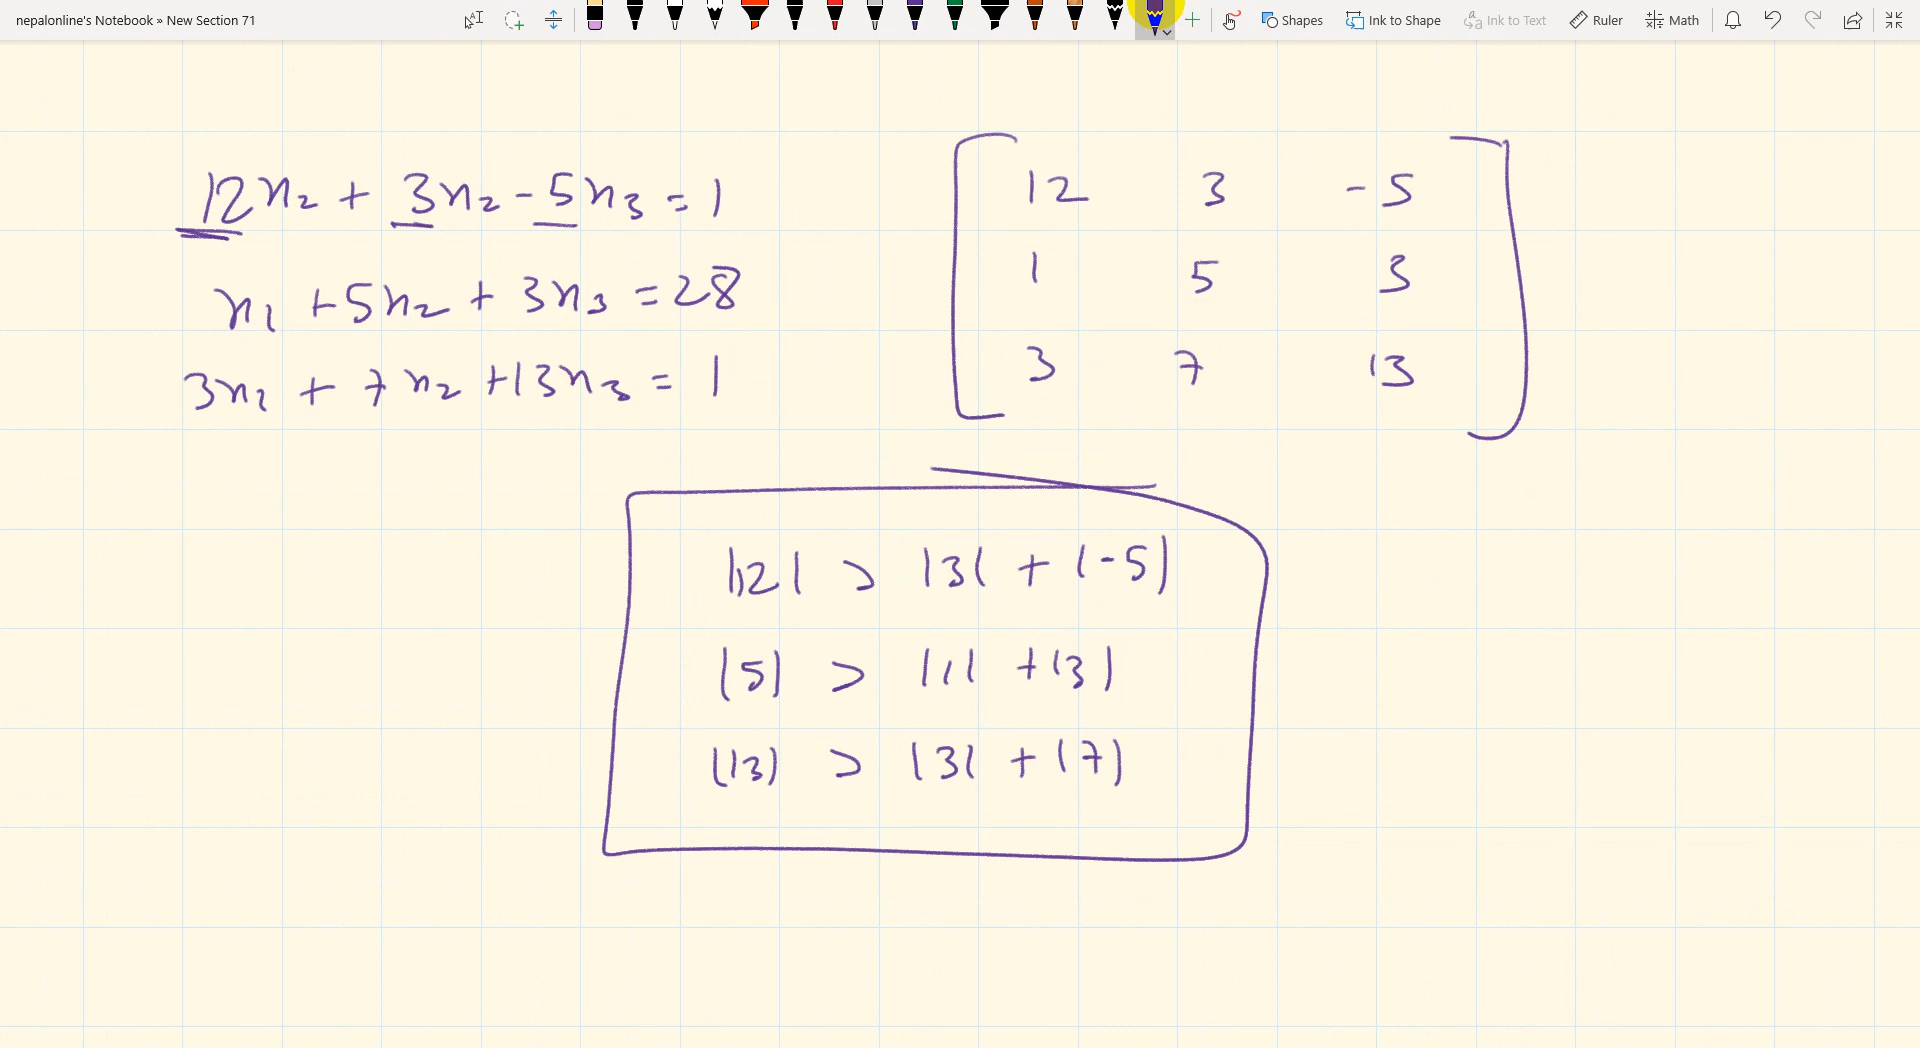 nepalonline's Notebook » New Section 71
Shapes
Ink to Shape
Ink to Text
Ruler
Math
12x₂ + 3x₂ - 5x₃ = 1
x₁ + 5x₂ + 3x₃ = 28
3x₁ + 7x₂ + 13x₃ = 1
12 3 -5
1 5 3
3 7 13
|12| > |3| + |-5|
|5| > |1| + |3|
|13| > |3| + |7|